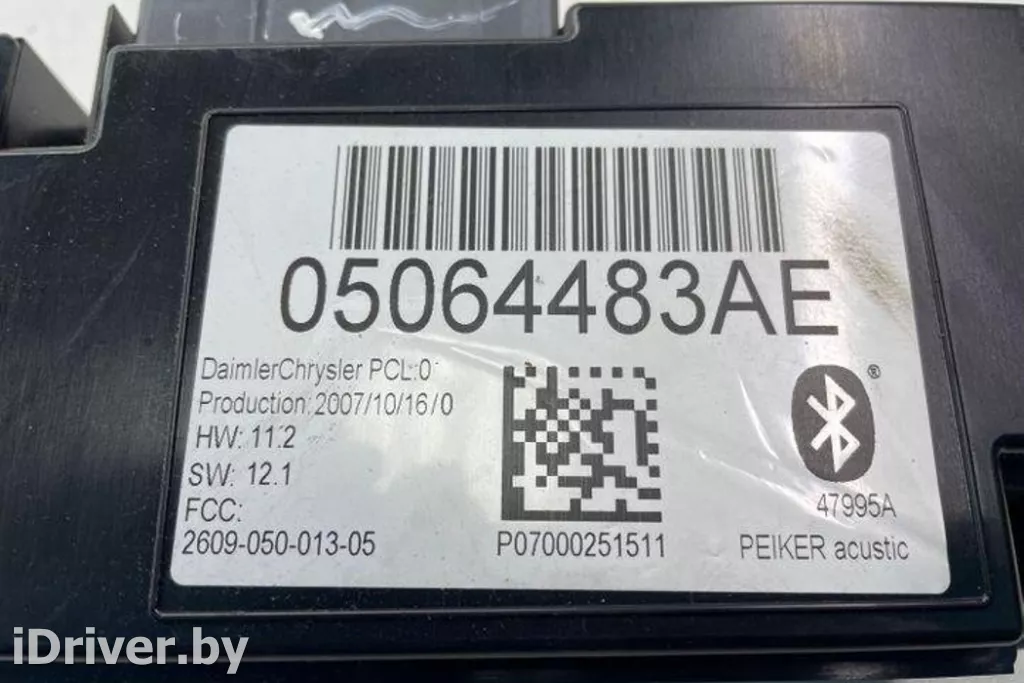 05064483AE
DaimlerChrysler PCL:0
Production: 2007/10/16/0
HW: 11.2
SW: 12.1
FCC:
2609-050-013-05
P07000251511
®
47995A
PEIKER acustic
iDriver.by